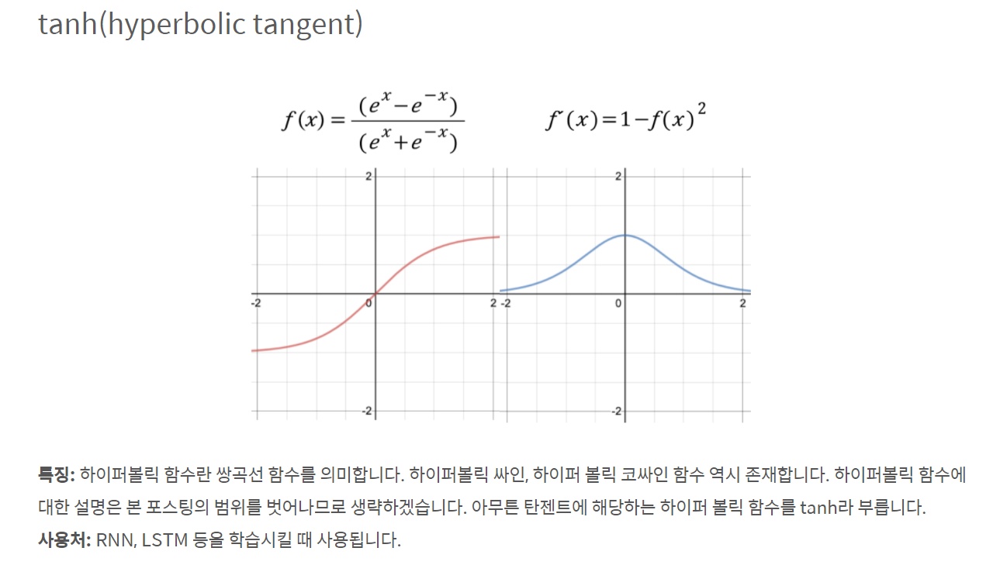 tanh(hyperbolic tangent)
f(x) = (e^x - e^-x) / (e^x + e^-x)
f'(x)=1-f(x)^2
2 2
-2 0 2 -2 0 2
-2 -2
특징: 하이퍼볼릭 함수란 쌍곡선 함수를 의미합니다. 하이퍼볼릭 싸인, 하이퍼 볼릭 코싸인 함수 역시 존재합니다. 하이퍼볼릭 함수에
대한 설명은 본 포스팅의 범위를 벗어나므로 생략하겠습니다. 아무튼 탄젠트에 해당하는 하이퍼 볼릭 함수를 tanh라 부릅니다.
사용처: RNN, LSTM 등을 학습시킬 때 사용됩니다.